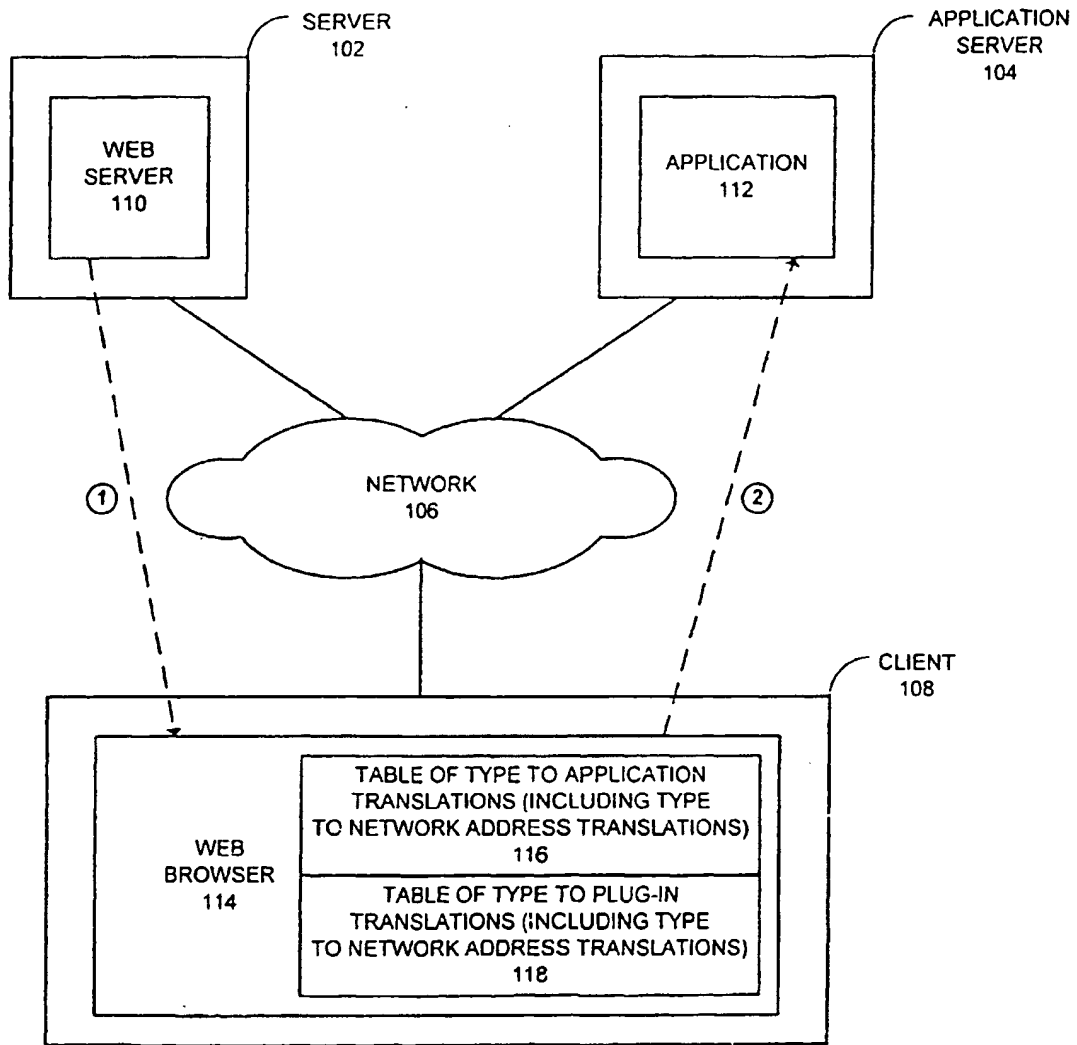 SERVER
102
APPLICATION
SERVER
104
WEB
SERVER
110
APPLICATION
112
1
NETWORK
106
2
CLIENT
108
WEB
BROWSER
114
TABLE OF TYPE TO APPLICATION
TRANSLATIONS (INCLUDING TYPE
TO NETWORK ADDRESS TRANSLATIONS)
116
TABLE OF TYPE TO PLUG-IN
TRANSLATIONS (INCLUDING TYPE
TO NETWORK ADDRESS TRANSLATIONS)
118